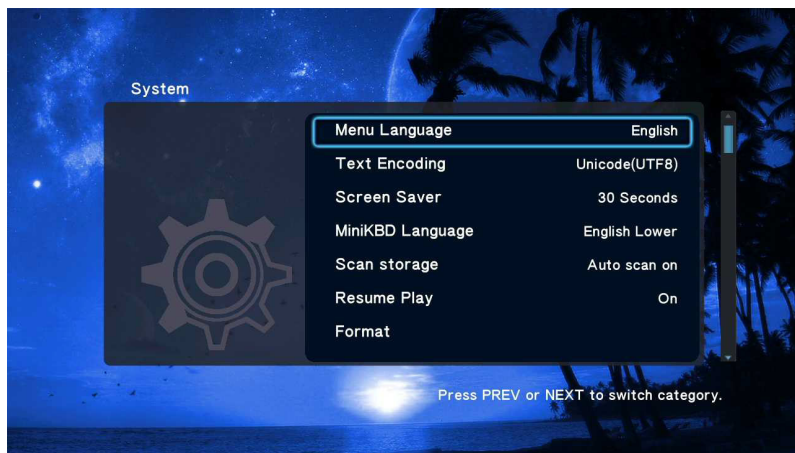 System
Menu Language English
Text Encoding Unicode(UTF8)
Screen Saver 30 Seconds
MiniKBD Language English Lower
Scan storage Auto scan on
Resume Play On
Format
Press PREV or NEXT to switch category.